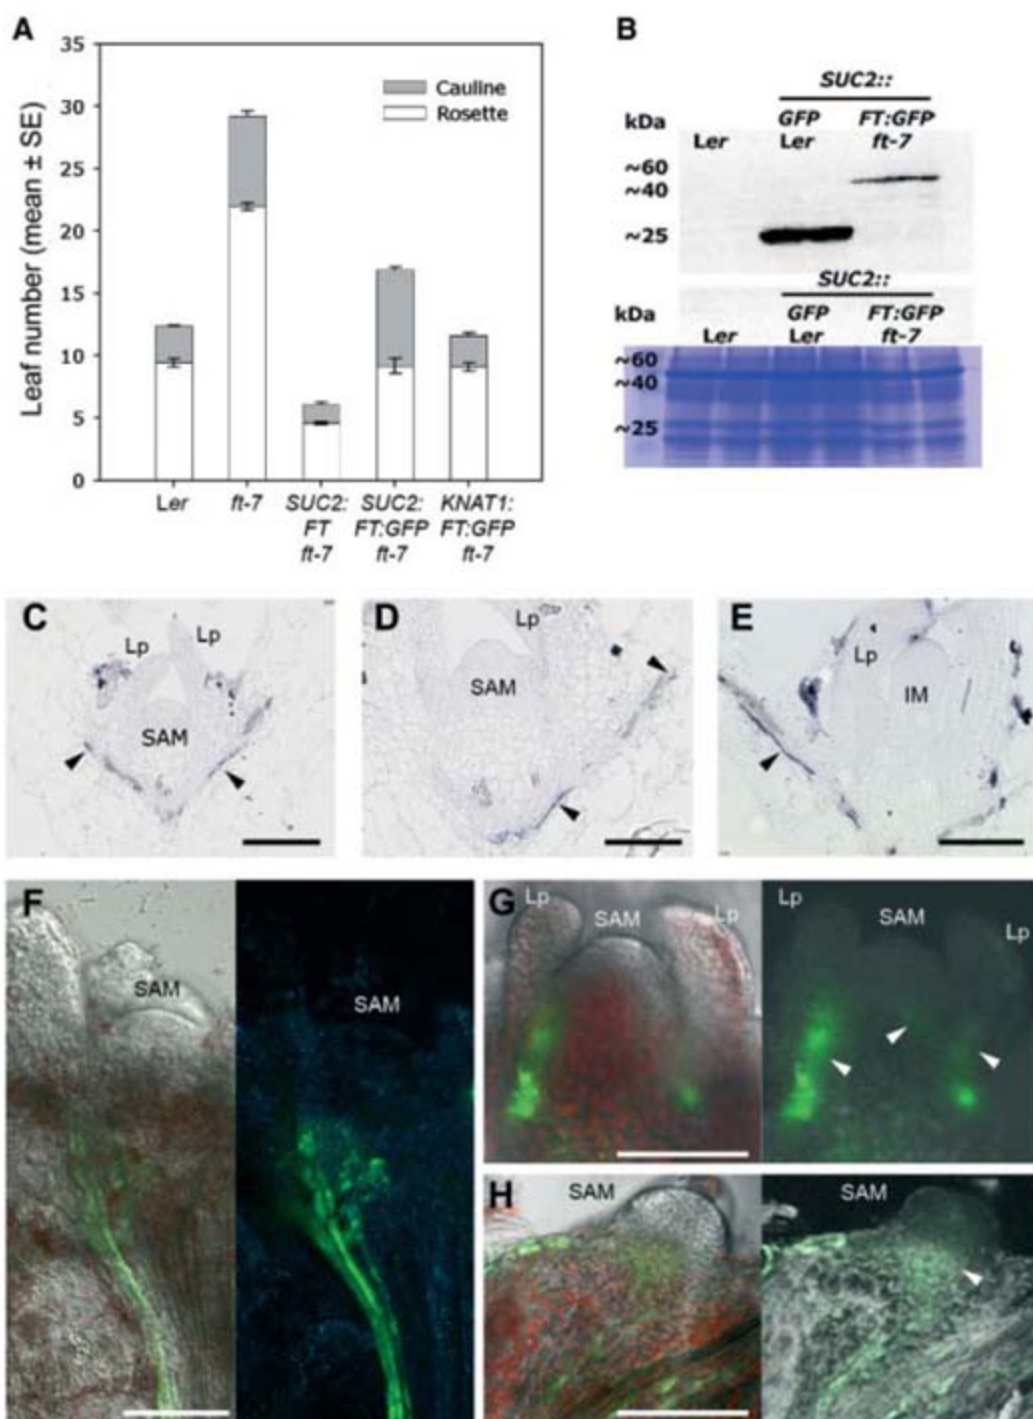 A
35
30
25
20
15
10
5
0
Leaf number (mean ± SE)
Cauline
Rosette
Ler
ft-7
SUC2:
FT
ft-7
SUC2:
FT:GFP
ft-7
KNAT1:
FT:GFP
ft-7
B
SUC2::
kDa
GFP
FT:GFP
Ler
Ler
ft-7
~60
~40
~25
SUC2::
kDa
GFP
FT:GFP
Ler
Ler
ft-7
~60
~40
~25
C
Lp
Lp
SAM
D
Lp
SAM
E
Lp
IM
F
SAM
SAM
G
Lp
SAM
Lp
Lp
SAM
Lp
H
SAM
SAM